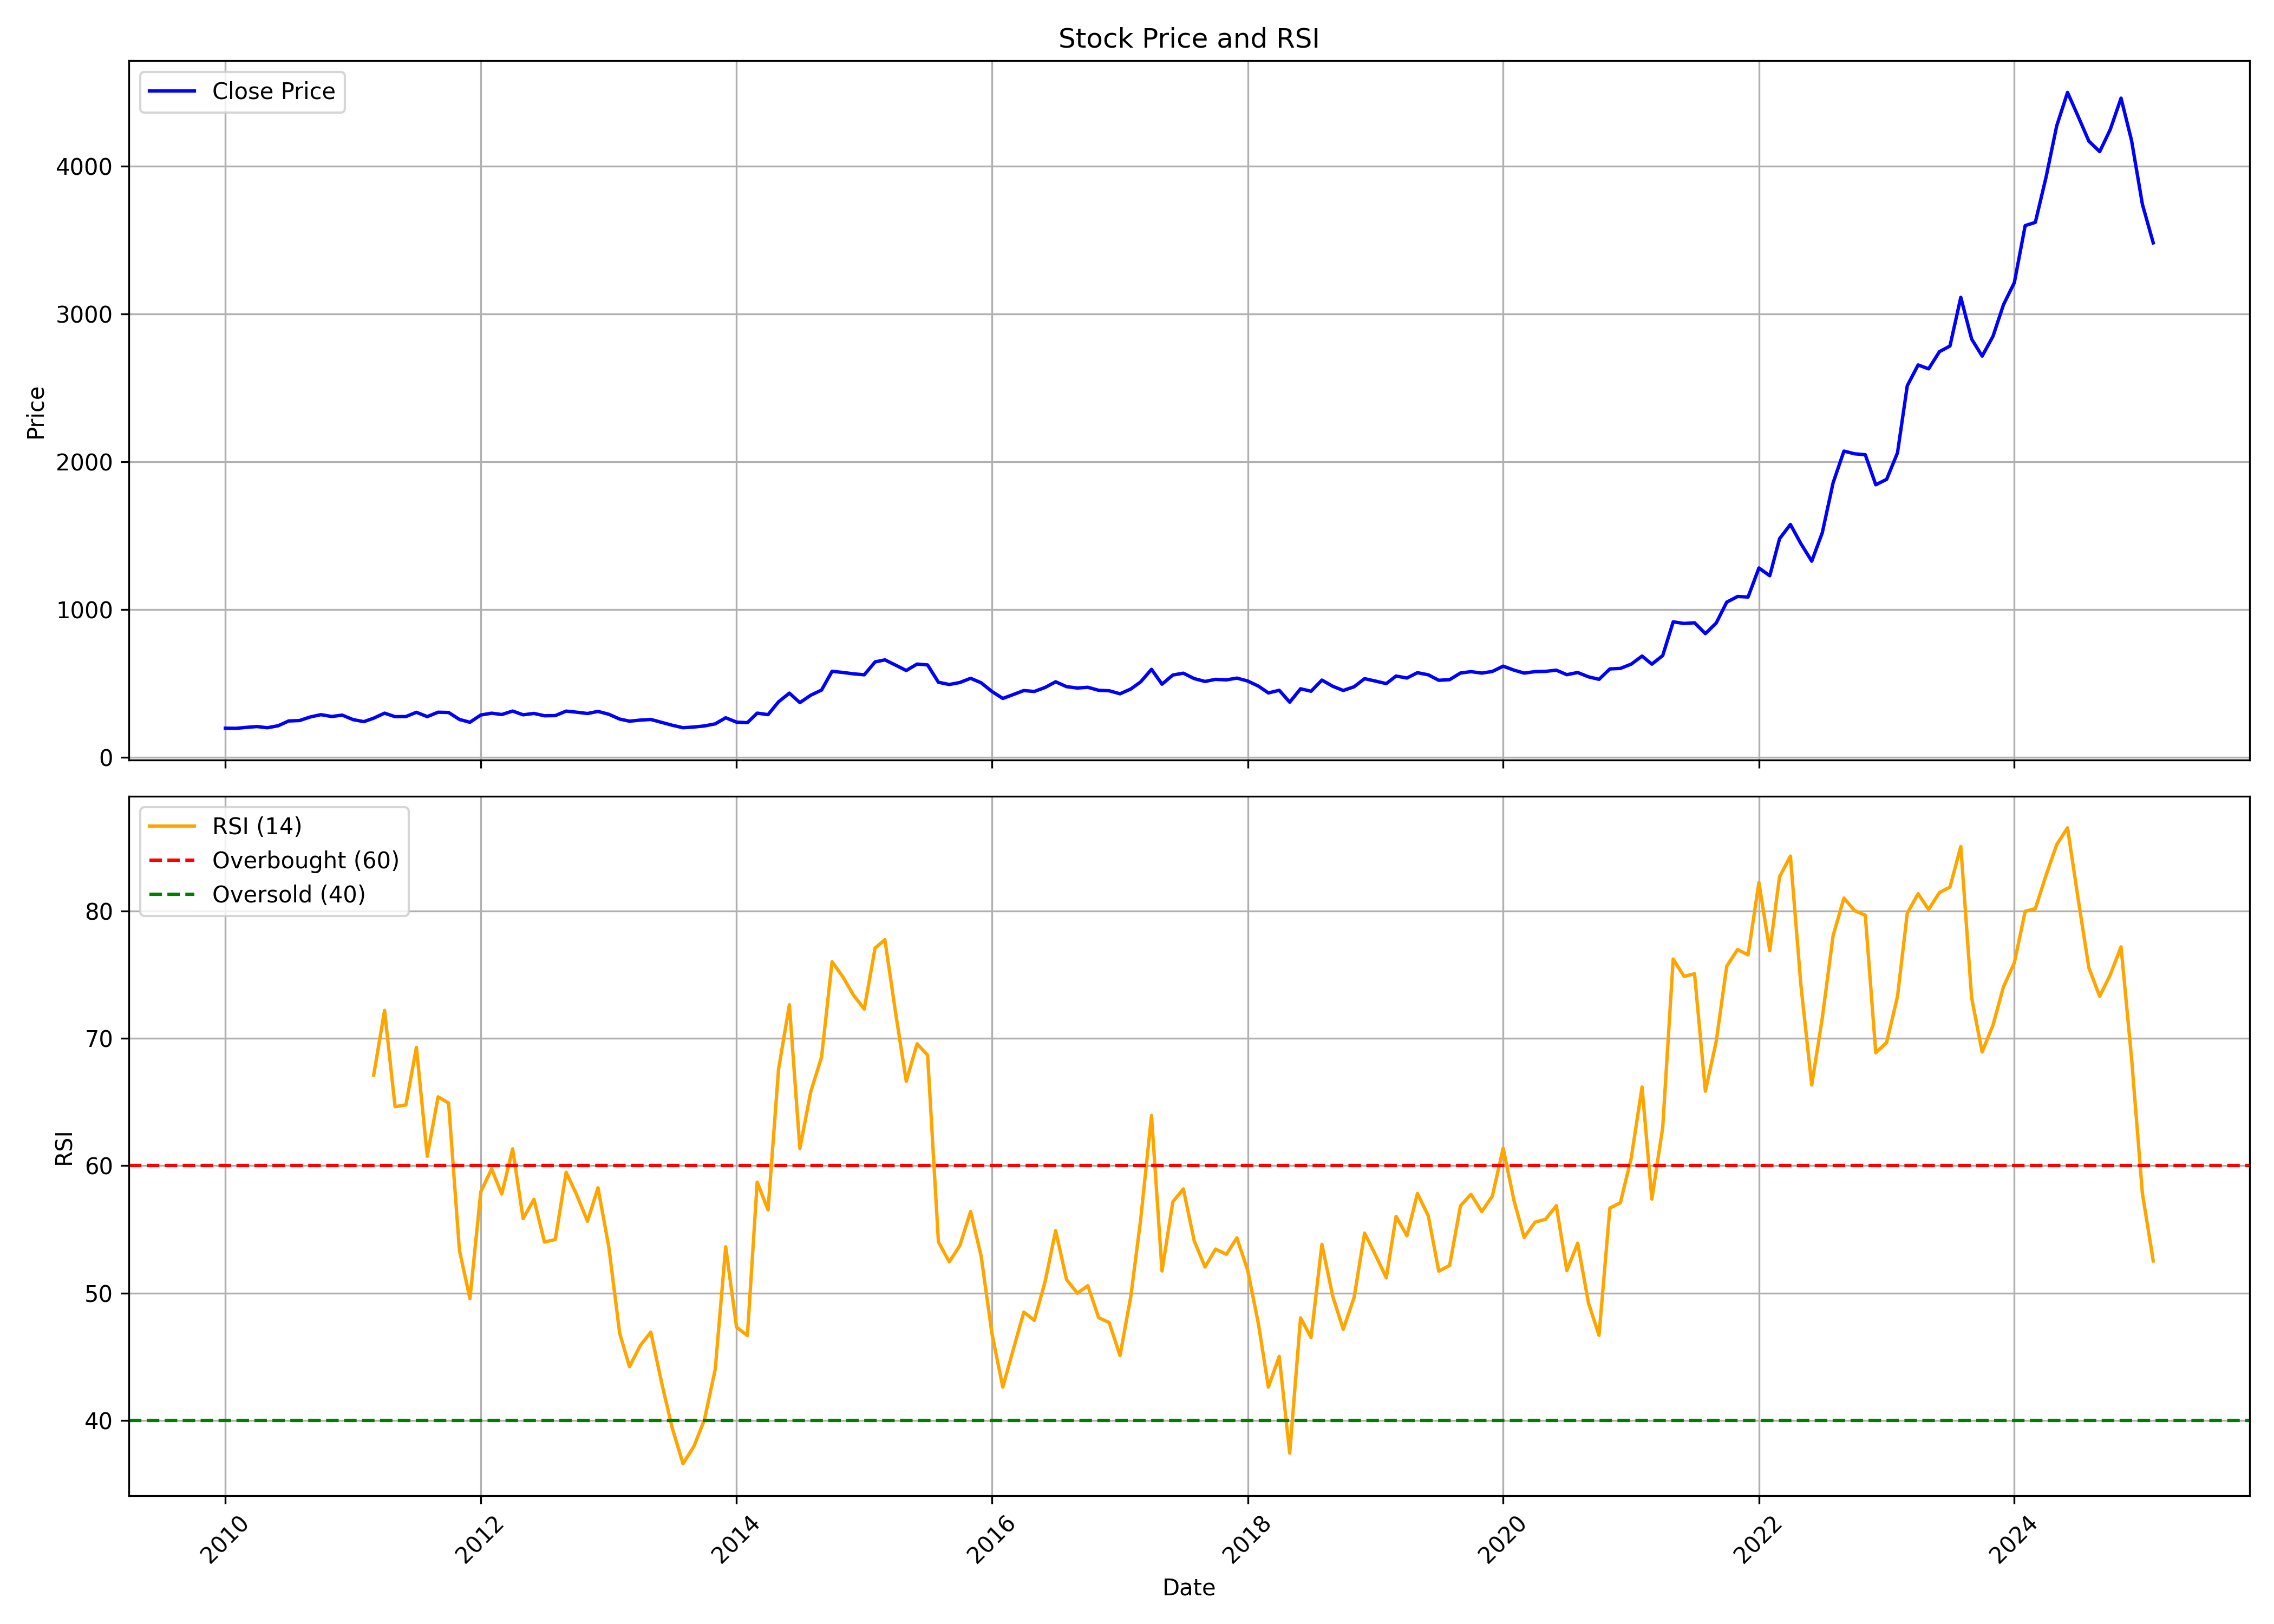 Stock Price and RSI
Close Price
4000
3000
2000
1000
0
Price
RSI (14)
Overbought (60)
Oversold (40)
80
70
60
50
40
RSI
2010
2012
2014
2016
2018
2020
2022
2024
Date